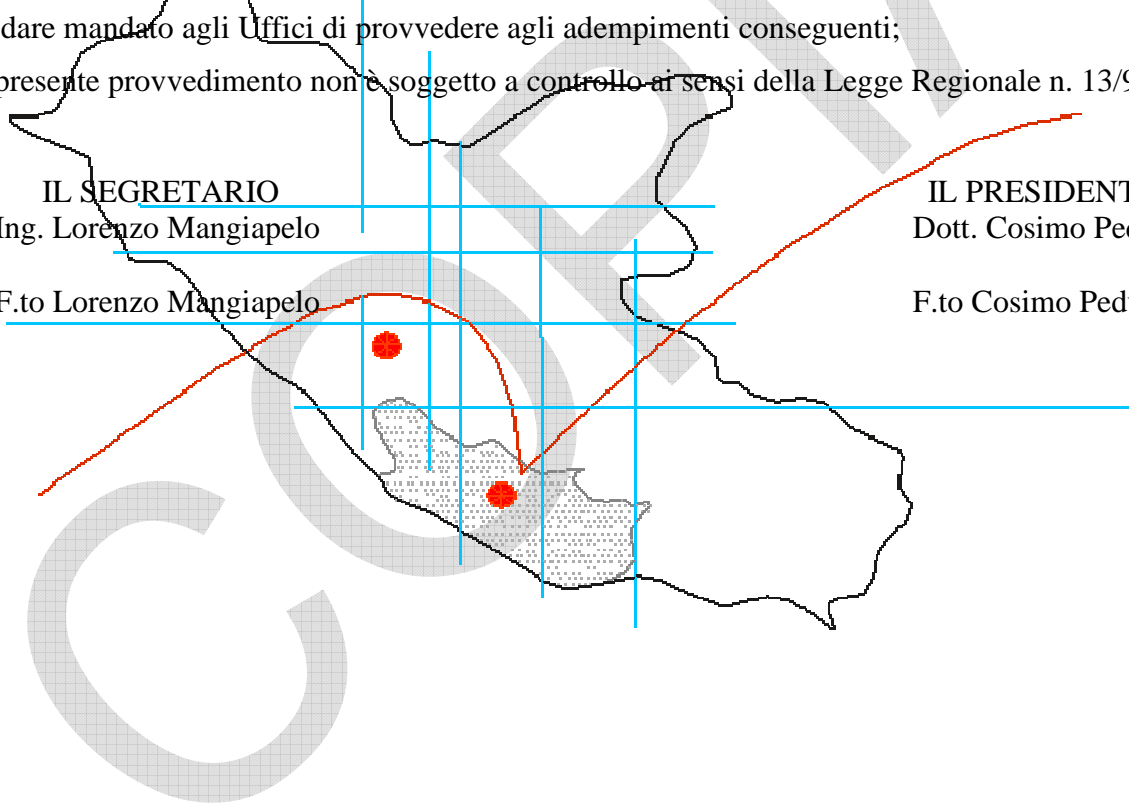 dare mandato agli Uffici di provvedere agli adempimenti conseguenti;
presente provvedimento non è soggetto a controllo ai sensi della Legge Regionale n. 13/9
IL SEGRETARIO
Ing. Lorenzo Mangiapelo
F.to Lorenzo Mangiapelo
IL PRESIDENT
Dott. Cosimo Pe
F.to Cosimo Ped
COPI